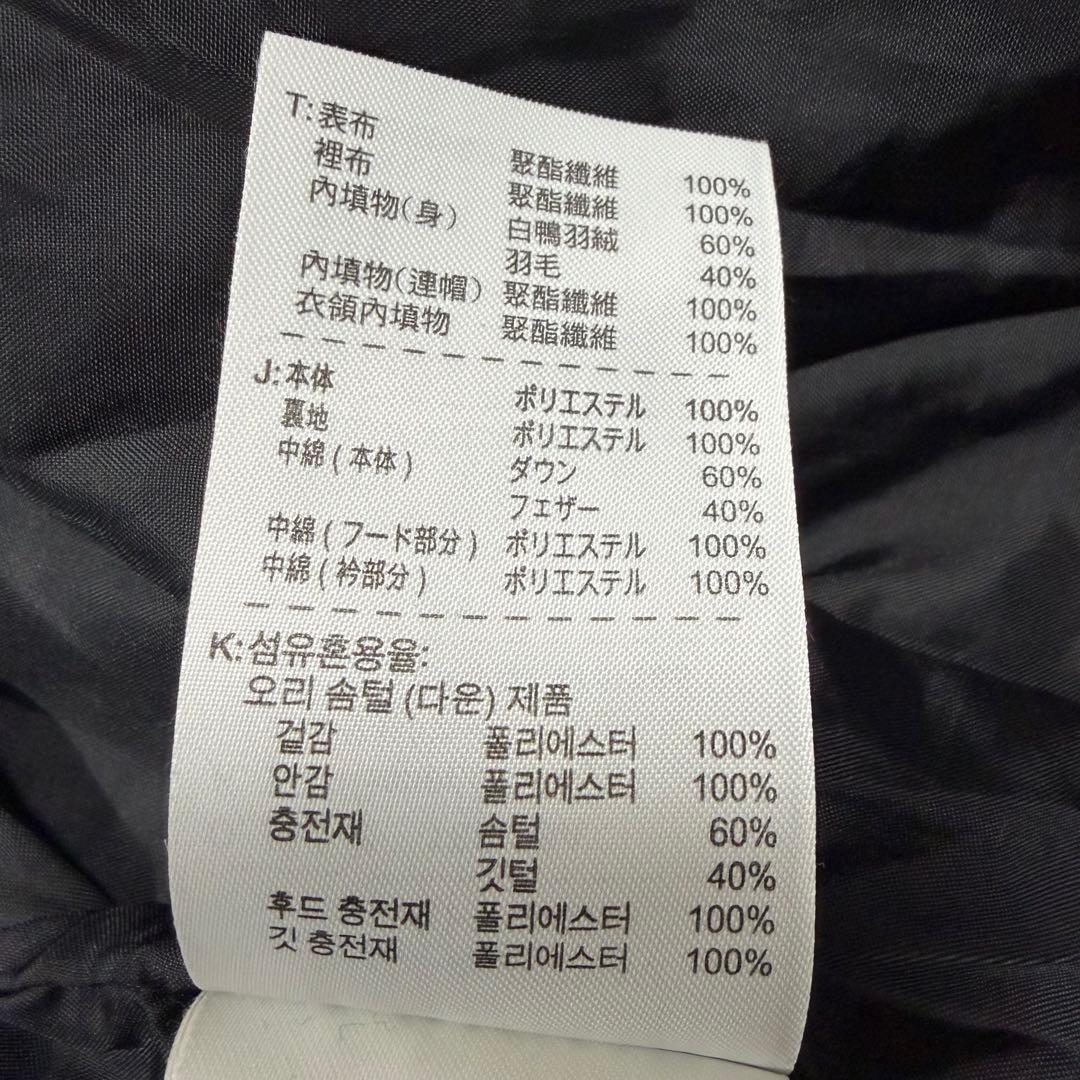 T:表布 聚酯纖維 100%
裡布 聚酯纖維 100%
內填物(身) 白鴨羽絨 60%
羽毛 40%
內填物(連帽) 聚酯纖維 100%
衣領內填物 聚酯纖維 100%
J:本体 ポリエステル 100%
裏地 ポリエステル 100%
中綿(本体) ダウン 60%
フェザー 40%
中綿(フード部分) ポリエステル 100%
中綿(衿部分) ポリエステル 100%
K:섬유혼용율:
오리 솜털 (다운) 제품
겉감 폴리에스터 100%
안감 폴리에스터 100%
충전재 솜털 60%
깃털 40%
후드 충전재 폴리에스터 100%
깃 충전재 폴리에스터 100%